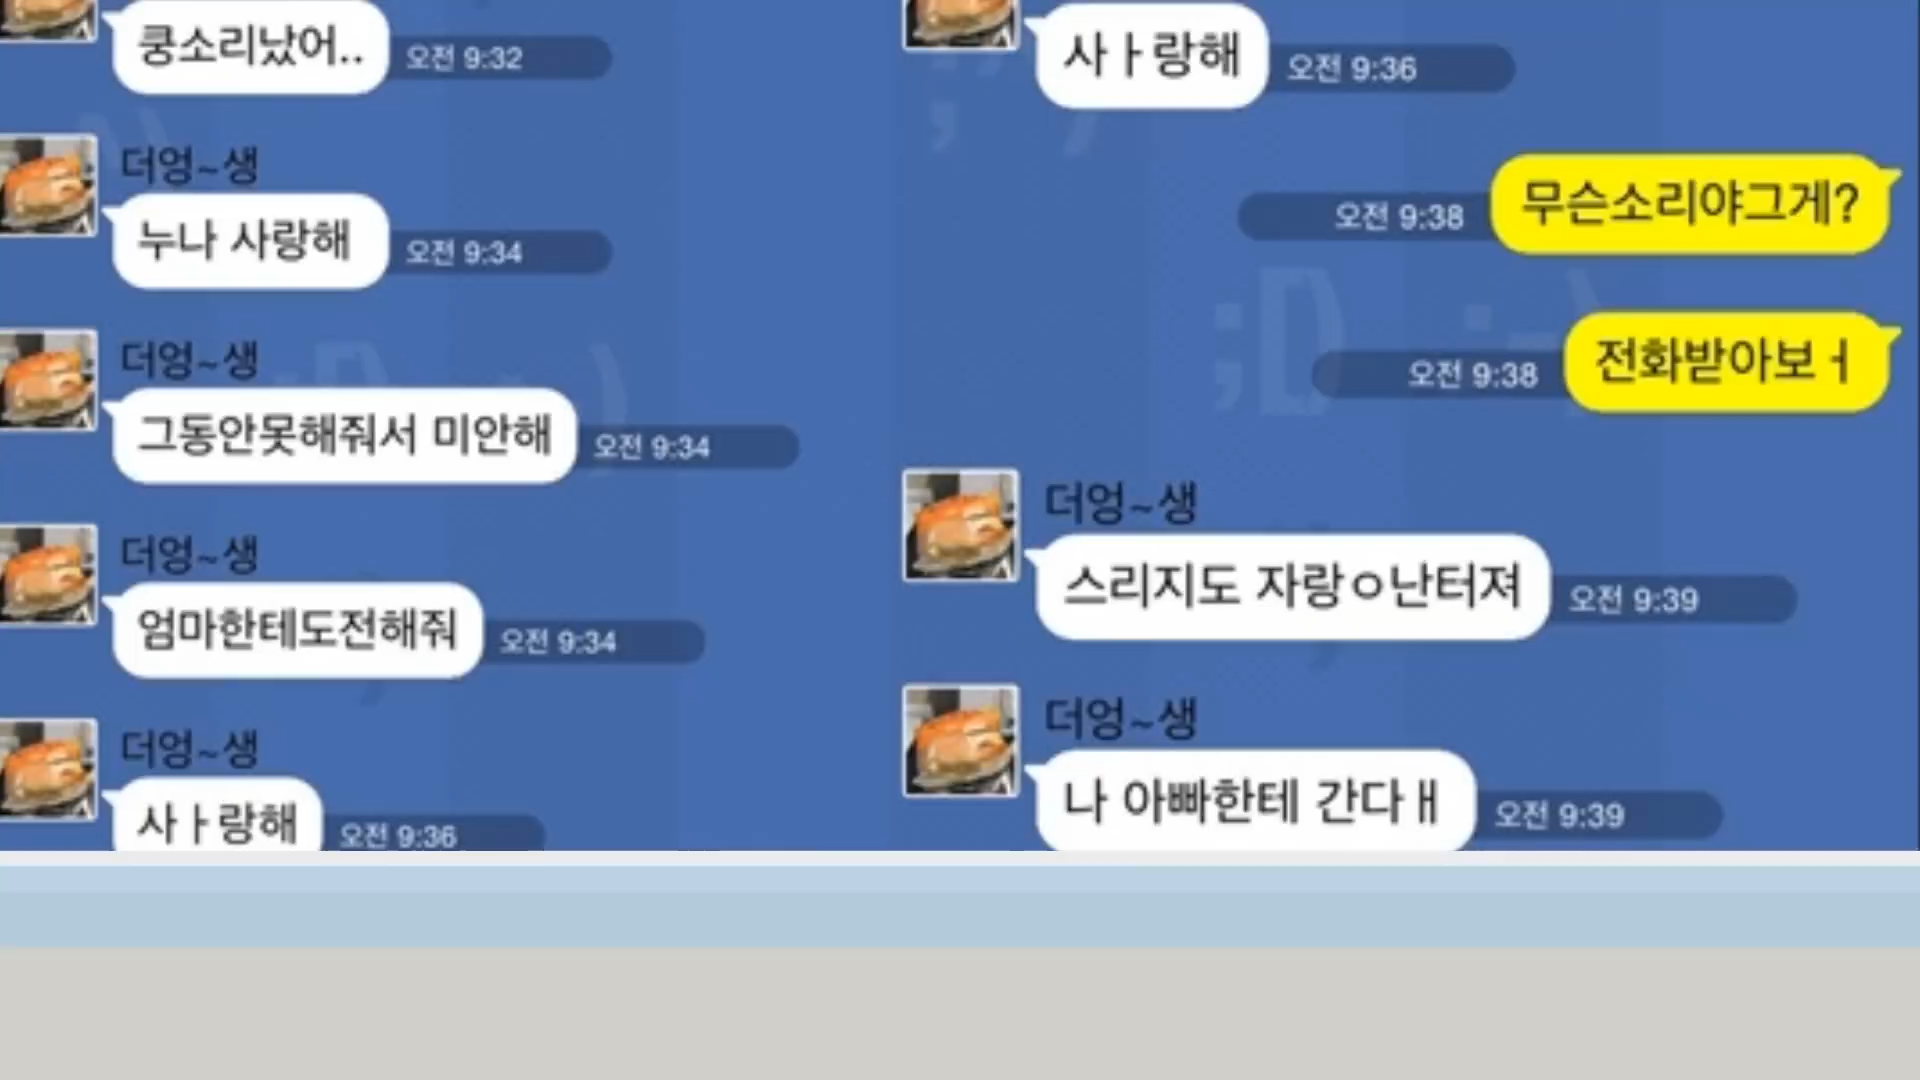 쿵소리났어..
오전 9:32
더엉~생
누나 사랑해
오전 9:34
더엉~생
그동안못해줘서 미안해
오전 9:34
더엉~생
엄마한테도전해줘
오전 9:34
더엉~생
사ㅏ랑해
오전 9:36
사ㅏ랑해
오전 9:36
무슨소리야그게?
오전 9:38
전화받아보ㅓ
오전 9:38
더엉~생
스리지도 자랑ㅇ난터져
오전 9:39
더엉~생
나 아빠한테 간다ㅐ
오전 9:39